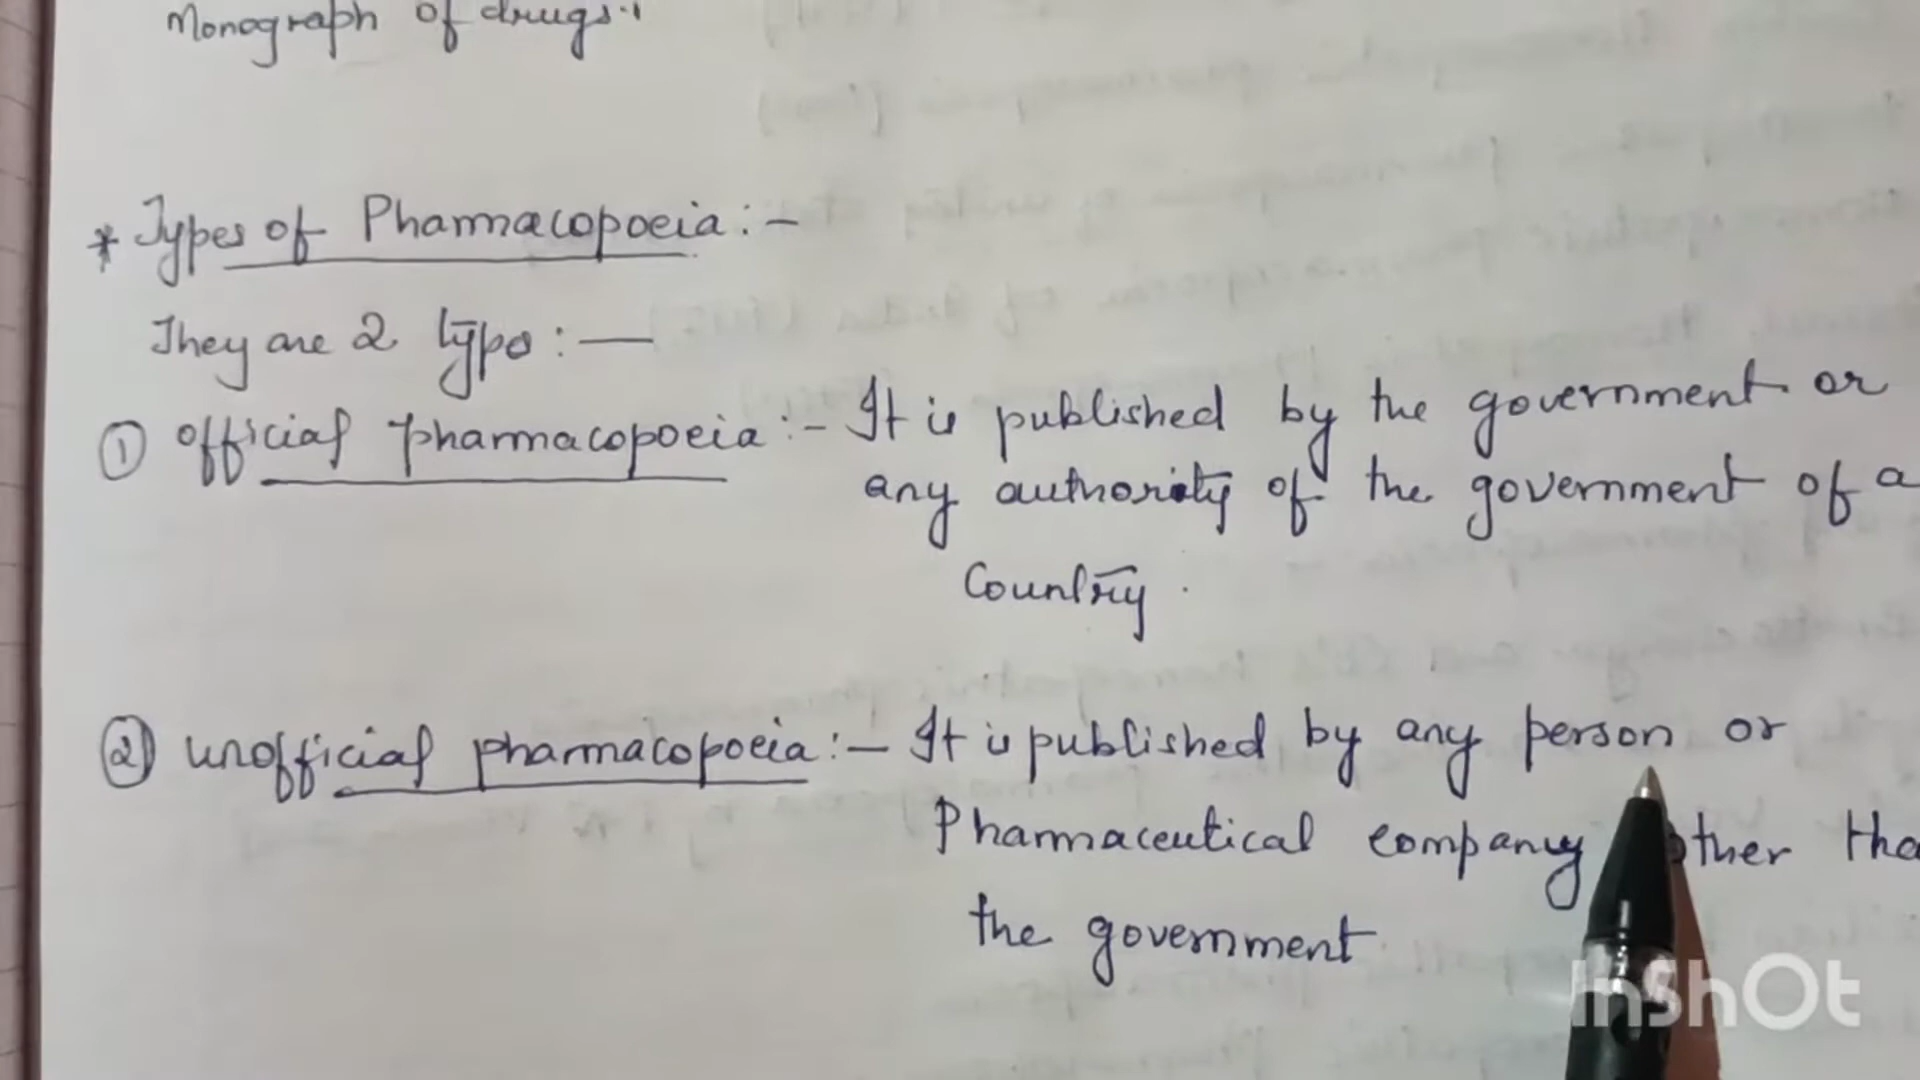 Monograph of drugs.
* Types of Pharmacopoeia :-
They are 2 types :—
① official pharmacopoeia :- It is published by the government or
any authority of the government of a
Country.
② unofficial pharmacopoeia :- It is published by any person or
Pharmaceutical company other tha
the government
InShOt